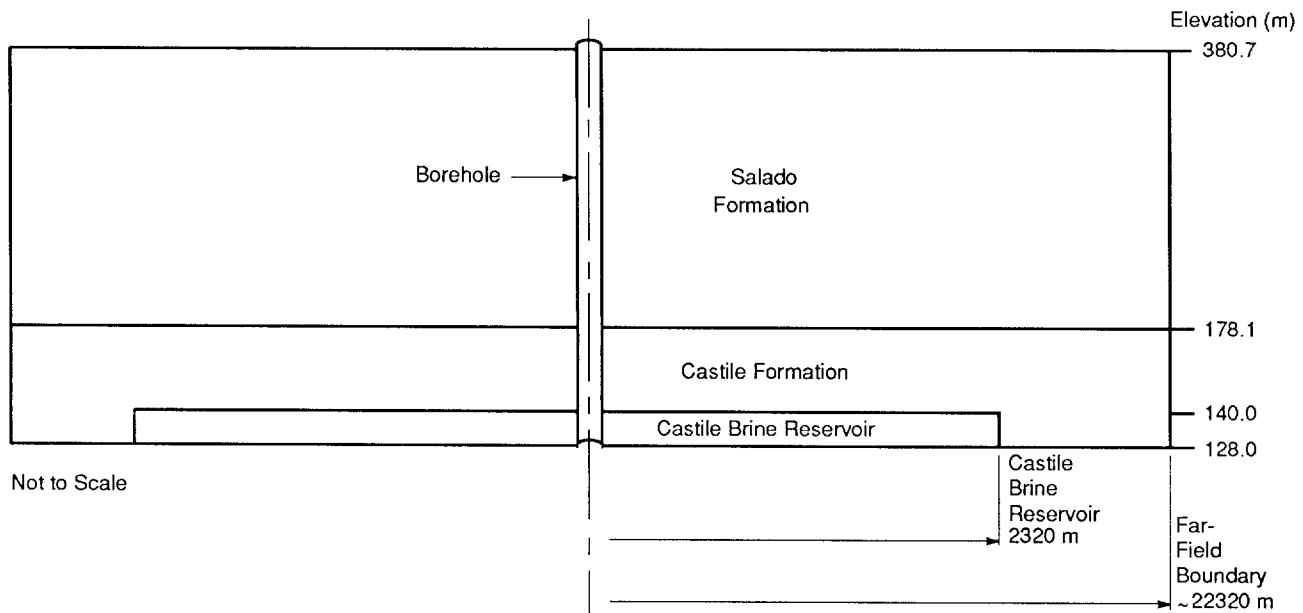 Elevation (m)
380.7
Borehole
Salado
Formation
178.1
Castile Formation
140.0
Castile Brine Reservoir
128.0
Not to Scale
Castile
Brine
Reservoir
2320 m
Far-
Field
Boundary
~22320 m